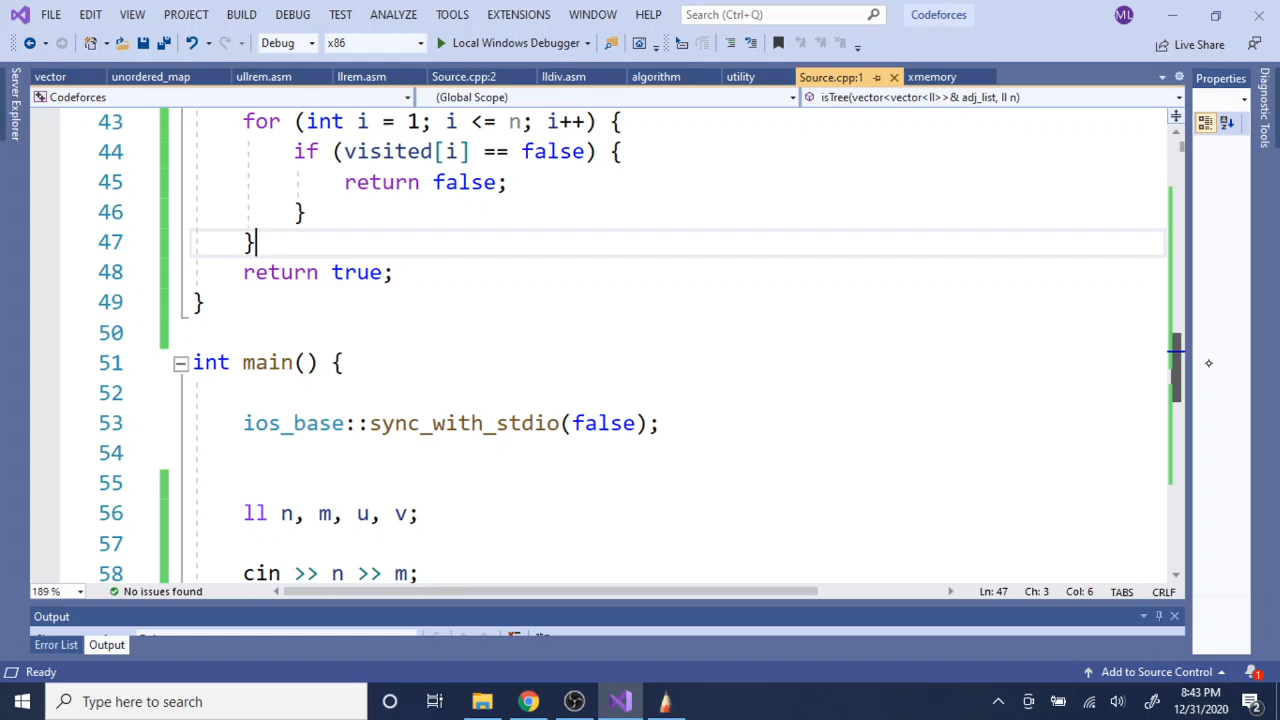 FILE EDIT VIEW PROJECT BUILD DEBUG TEST ANALYZE TOOLS EXTENSIONS WINDOW HELP Search (Ctrl+Q) Codeforces ML
Debug x86 Local Windows Debugger Live Share
vector unordered_map ullrem.asm llrem.asm Source.cpp:2 lldiv.asm algorithm utility Source.cpp:1 xmemory
Codeforces (Global Scope) isTree(vector<vector<ll>>& adj_list, ll n)
Server Explorer
Properties
Diagnostic Tools
43 for (int i = 1; i <= n; i++) {
44 if (visited[i] == false) {
45 return false;
46 }
47 }
48 return true;
49 }
50
51 int main() {
52
53 ios_base::sync_with_stdio(false);
54
55
56 ll n, m, u, v;
57
58 cin >> n >> m;
189 % No issues found Ln: 47 Ch: 3 Col: 6 TABS CRLF
Output
Error List Output
Ready Add to Source Control 1
Type here to search
8:43 PM
12/31/2020
2